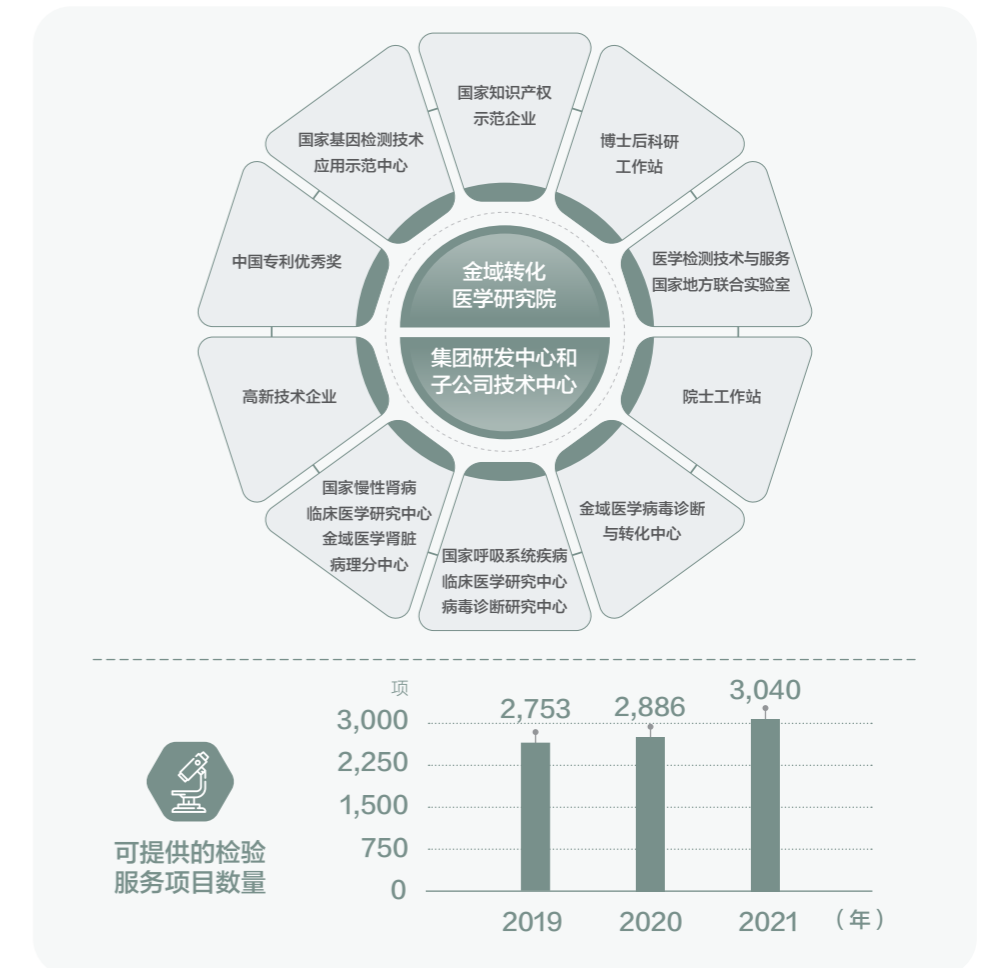 国家知识产权
示范企业
博士后科研
工作站
医学检测技术与服务
国家地方联合实验室
院士工作站
金域医学病毒诊断
与转化中心
国家呼吸系统疾病
临床医学研究中心
病毒诊断研究中心
国家慢性肾病
临床医学研究中心
金域医学肾脏
病理分中心
高新技术企业
中国专利优秀奖
国家基因检测技术
应用示范中心
金域转化
医学研究院
集团研发中心和
子公司技术中心
可提供的检验
服务项目数量
项
3,000
2,250
1,500
750
0
2,753
2,886
3,040
2019
2020
2021
（年）